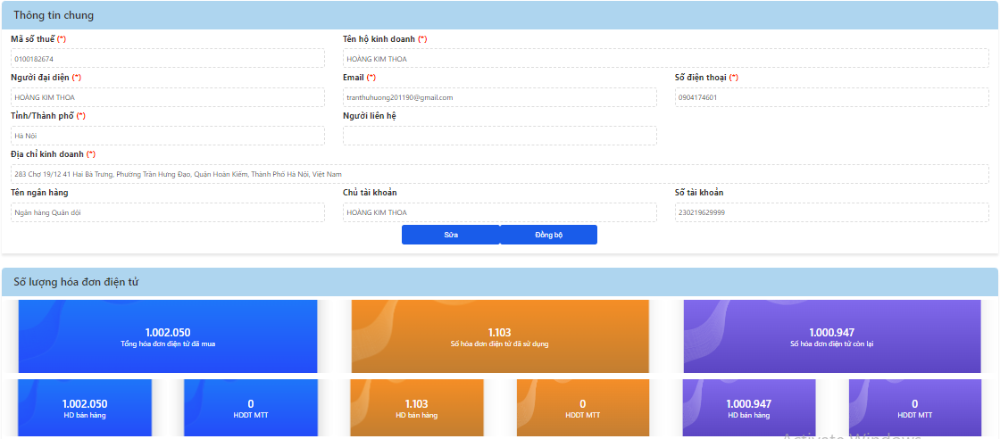 Thông tin chung
Mã số thuế (*) Tên hộ kinh doanh (*)
0100182674 HOÀNG KIM THOA
Người đại diện (*) Email (*) Số điện thoại (*)
HOÀNG KIM THOA tranthuhuong201190@gmail.com 0904174601
Tỉnh/Thành phố (*) Người liên hệ
Hà Nội
Địa chỉ kinh doanh (*)
283 Chợ 19/12 41 Hai Bà Trưng, Phường Trần Hưng Đạo, Quận Hoàn Kiếm, Thành Phố Hà Nội, Việt Nam
Tên ngân hàng Chủ tài khoản Số tài khoản
Ngân hàng Quân đội HOÀNG KIM THOA 230219629999
Sửa Đồng bộ
Số lượng hóa đơn điện tử
1.002.050 1.103 1.000.947
Tổng hóa đơn điện tử đã mua Số hóa đơn điện tử đã sử dụng Số hóa đơn điện tử còn lại
1.002.050 0 1.103 0 1.000.947 0
HD bán hàng HDDT MTT HD bán hàng HDDT MTT HD bán hàng HDDT MTT
Activate Windows